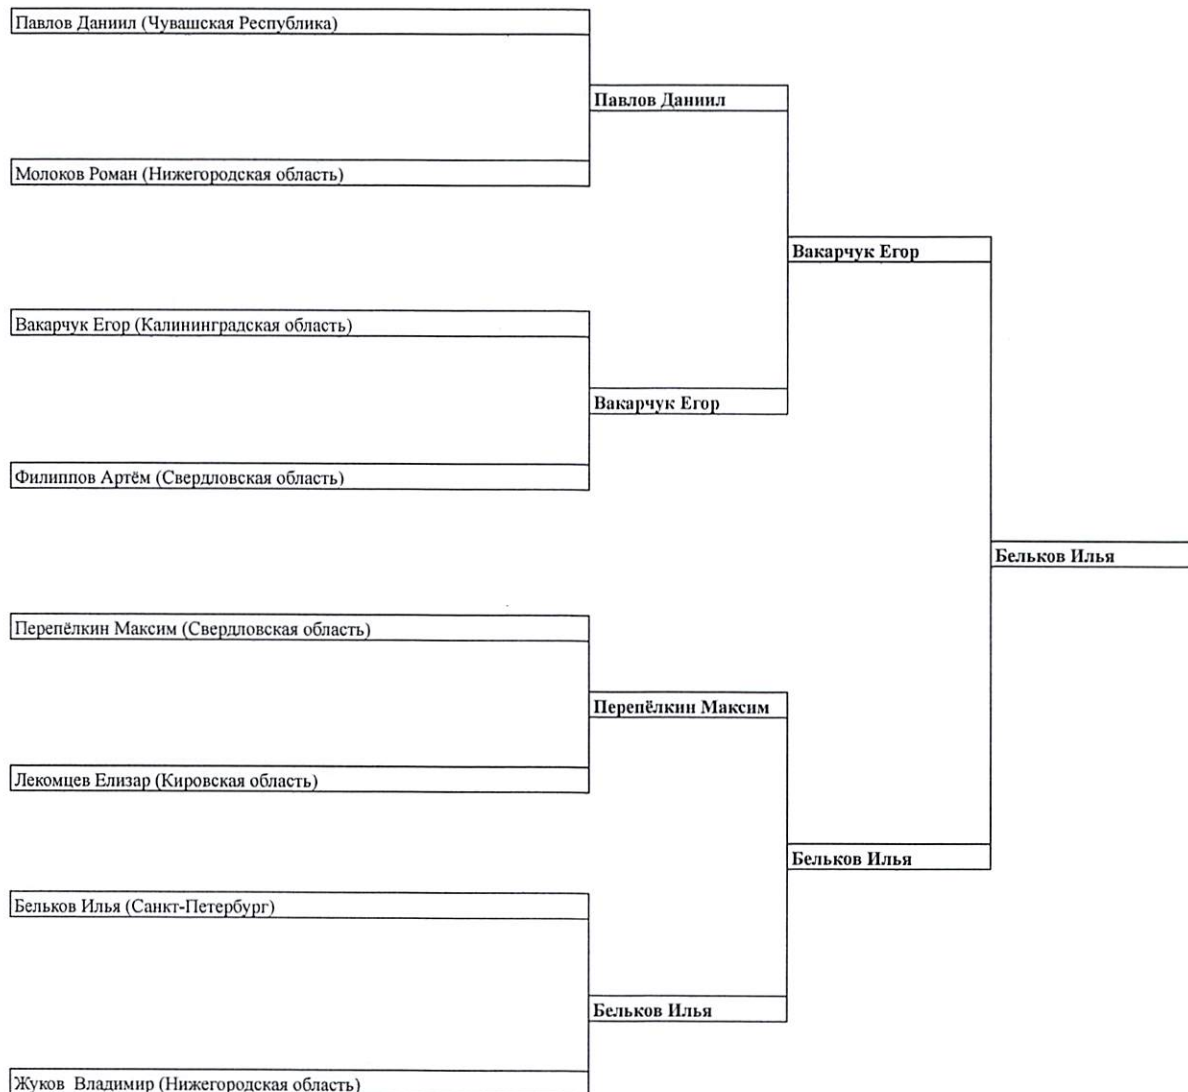 Павлов Даниил (Чувашская Республика)
Павлов Даниил
Молоков Роман (Нижегородская область)
Вакарчук Егор
Вакарчук Егор (Калининградская область)
Вакарчук Егор
Филиппов Артём (Свердловская область)
Бельков Илья
Перепёлкин Максим (Свердловская область)
Перепёлкин Максим
Лекомцев Елизар (Кировская область)
Бельков Илья
Бельков Илья (Санкт-Петербург)
Бельков Илья
Жуков Владимир (Нижегородская область)